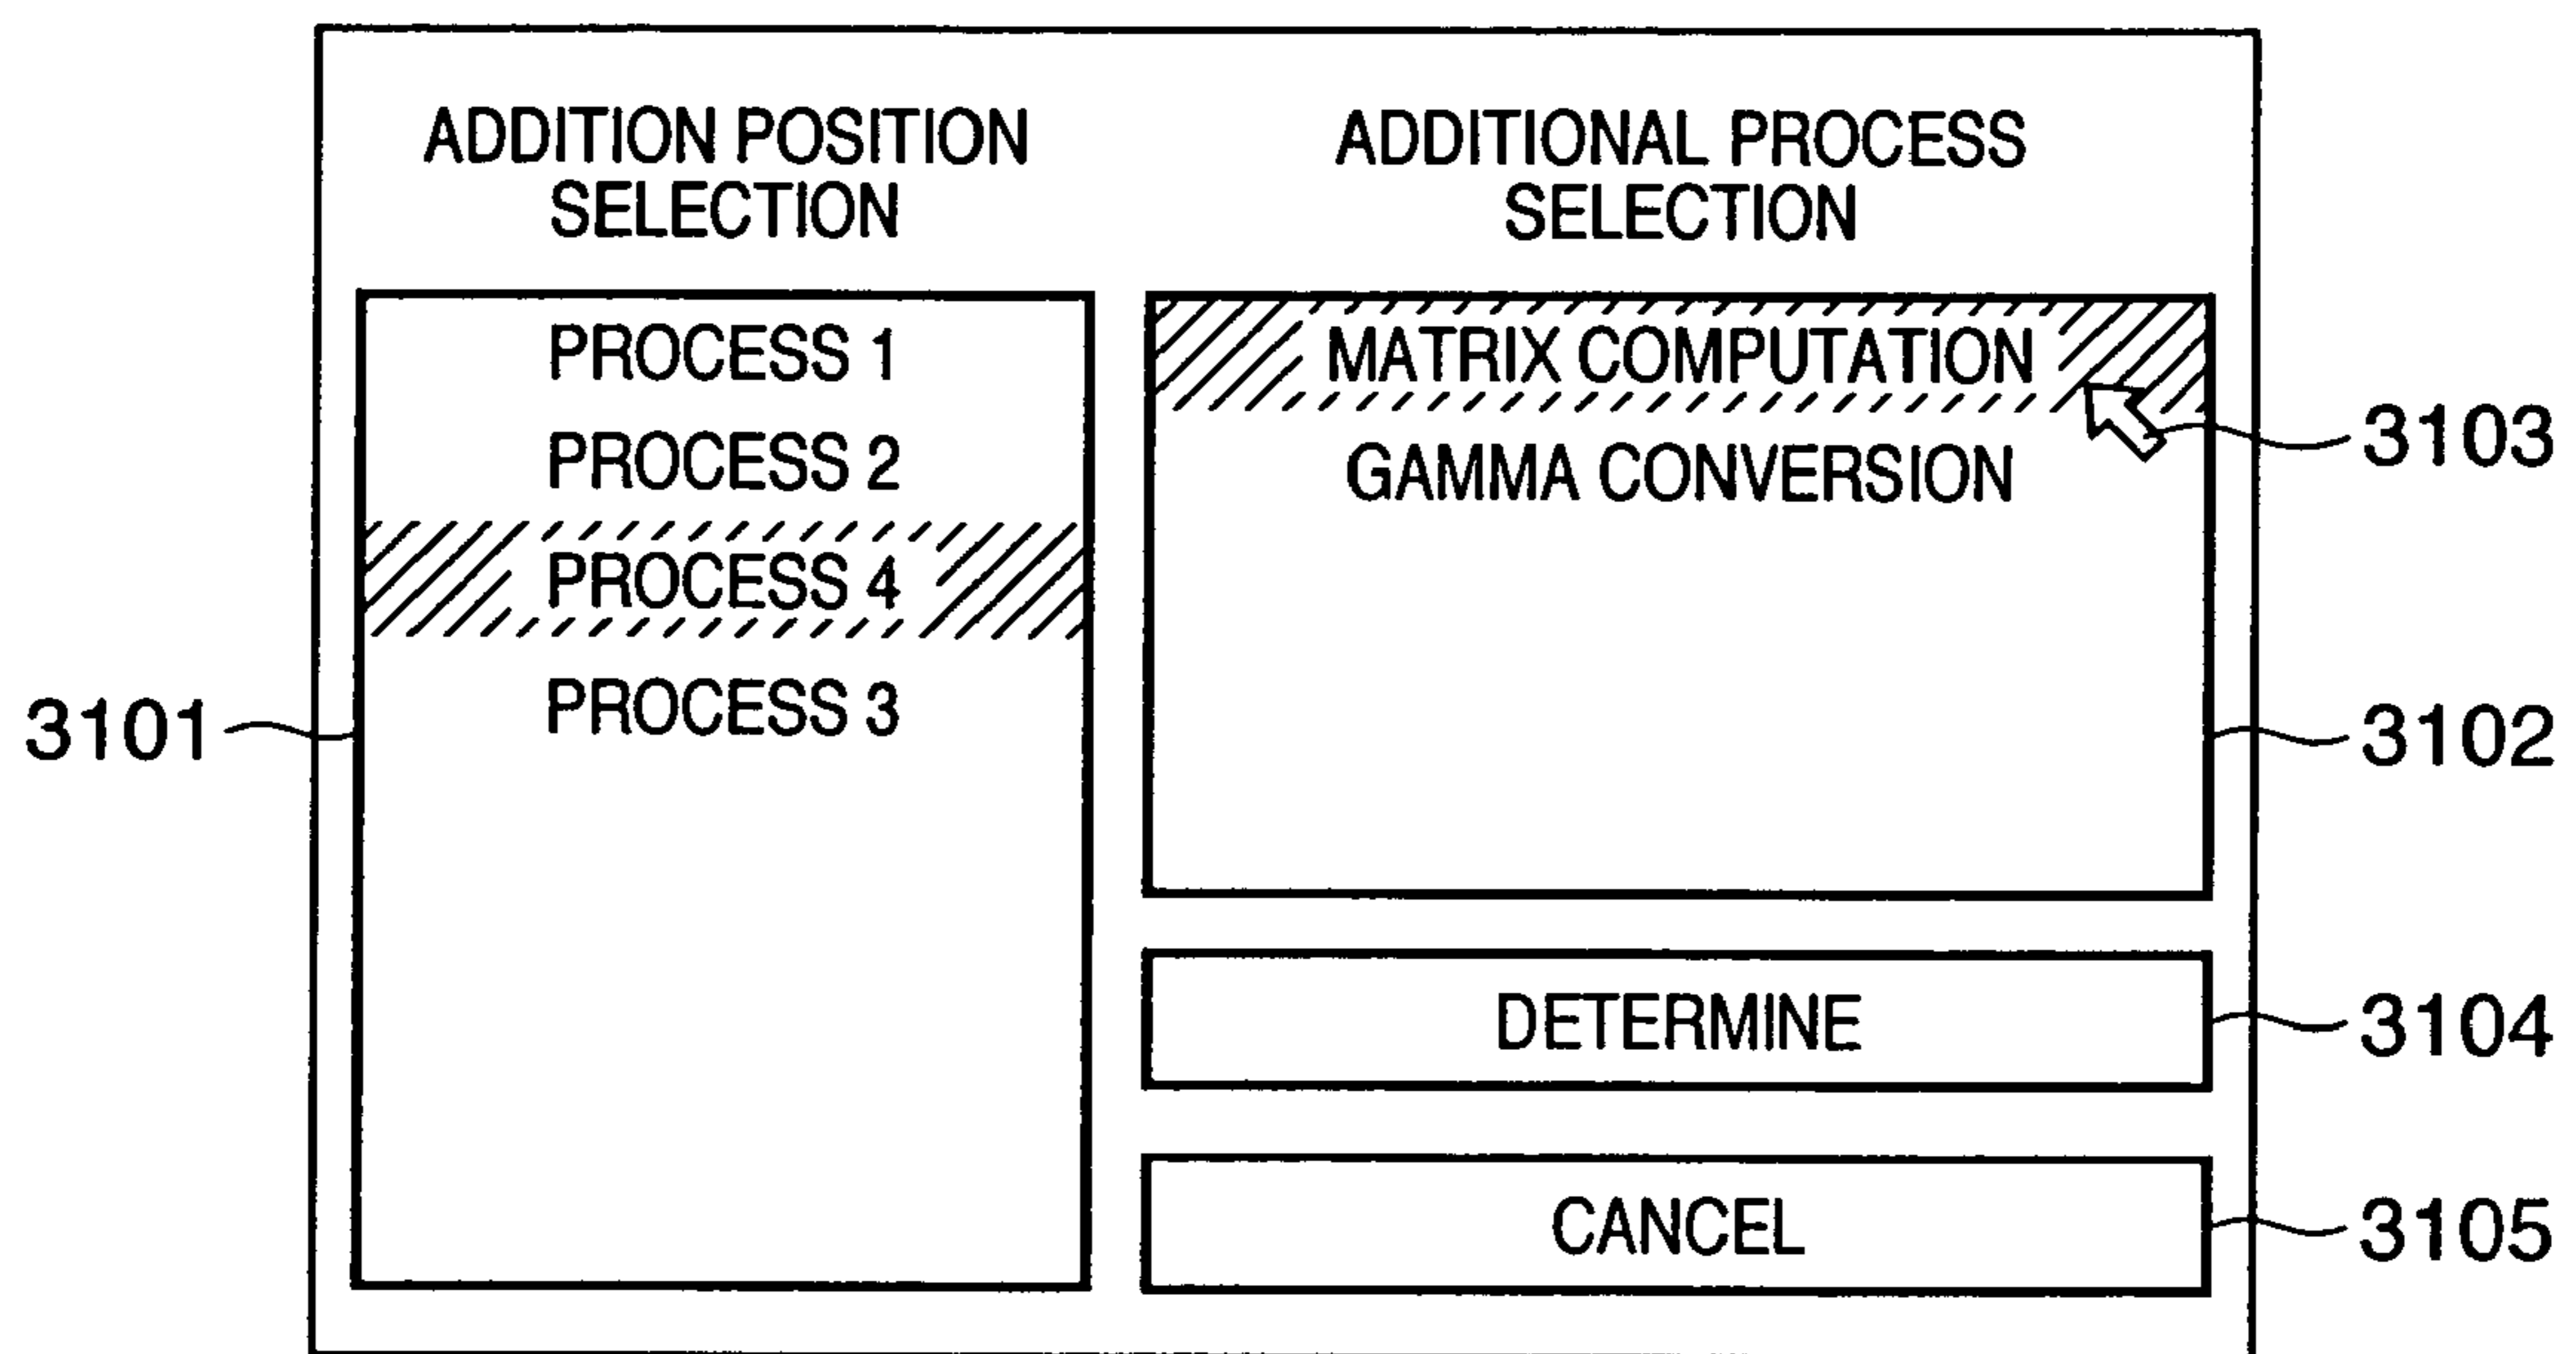 ADDITION POSITION
SELECTION
PROCESS 1
PROCESS 2
PROCESS 4
PROCESS 3
3101
ADDITIONAL PROCESS
SELECTION
MATRIX COMPUTATION
GAMMA CONVERSION
3103
3102
DETERMINE
3104
CANCEL
3105